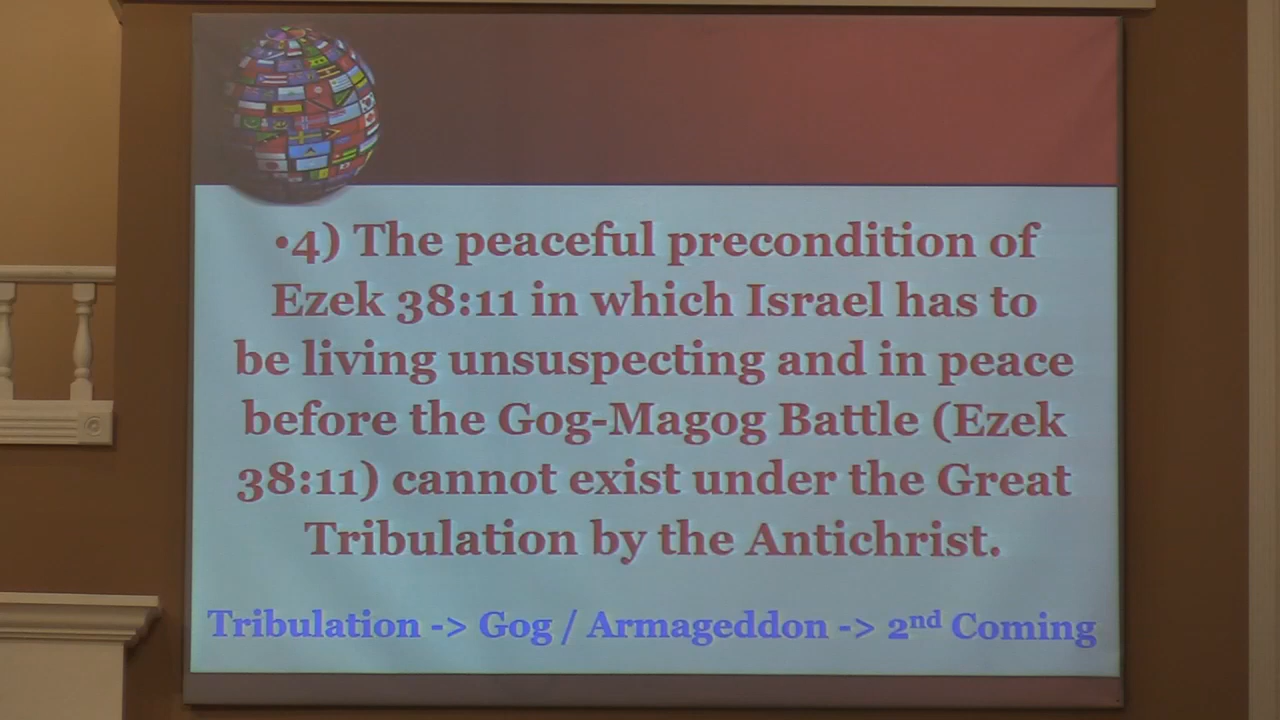 •4) The peaceful precondition of
Ezek 38:11 in which Israel has to
be living unsuspecting and in peace
before the Gog-Magog Battle (Ezek
38:11) cannot exist under the Great
Tribulation by the Antichrist.
Tribulation -> Gog / Armageddon -> 2nd Coming